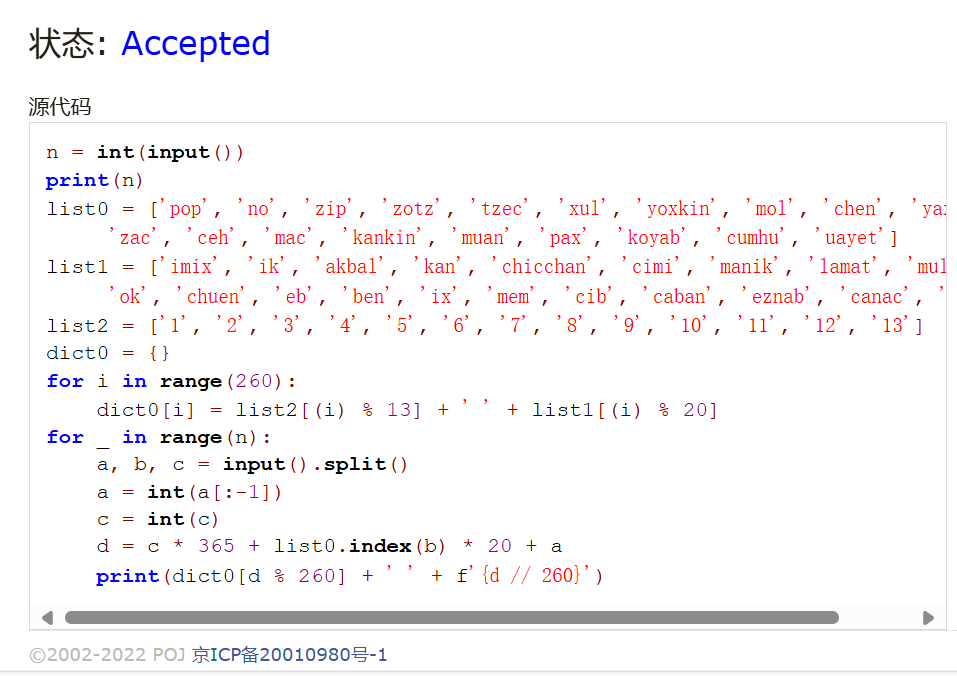 状态: Accepted
源代码
n = int(input())
print(n)
list0 = ['pop', 'no', 'zip', 'zotz', 'tzec', 'xul', 'yoxkin', 'mol', 'chen', 'yax
'zac', 'ceh', 'mac', 'kankin', 'muan', 'pax', 'koyab', 'cumhu', 'uayet']
list1 = ['imix', 'ik', 'akbal', 'kan', 'chicchan', 'cimi', 'manik', 'lamat', 'mul
'ok', 'chuen', 'eb', 'ben', 'ix', 'mem', 'cib', 'caban', 'eznab', 'canac', '
list2 = ['1', '2', '3', '4', '5', '6', '7', '8', '9', '10', '11', '12', '13']
dict0 = {}
for i in range(260):
dict0[i] = list2[(i) % 13] + ' ' + list1[(i) % 20]
for _ in range(n):
a, b, c = input().split()
a = int(a[:-1])
c = int(c)
d = c * 365 + list0.index(b) * 20 + a
print(dict0[d % 260] + ' ' + f'{d // 260}')
©2002-2022 POJ 京ICP备20010980号-1